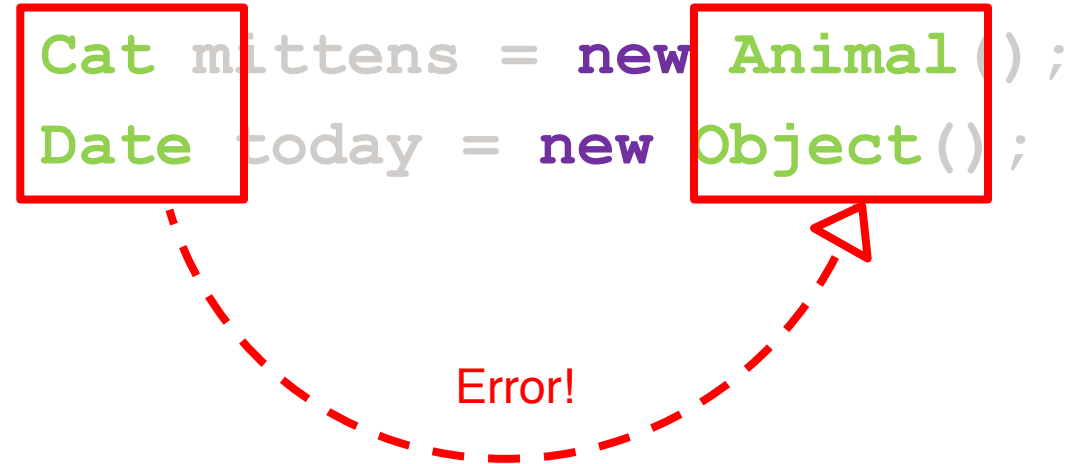 Cat mittens = new Animal();
Date today = new Object();
Error!